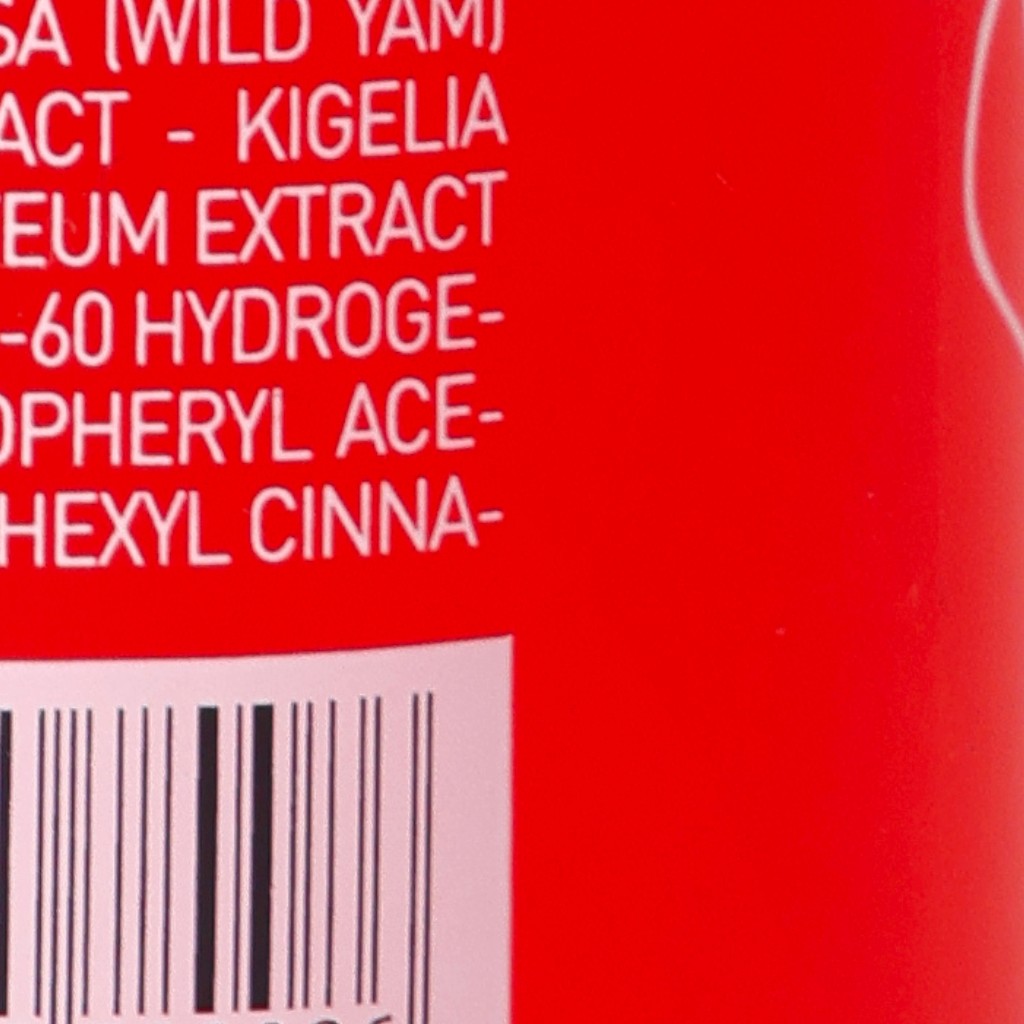 SA (WILD YAM)
ACT - KIGELIA
EUM EXTRACT
-60 HYDROGE-
OPHERYL ACE-
HEXYL CINNA-